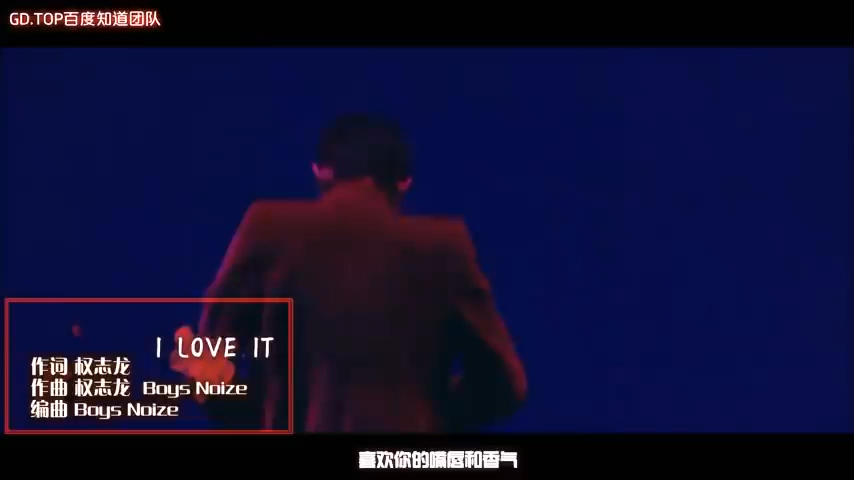 GD.TOP百度知道团队
I LOVE IT
作词 权志龙
作曲 权志龙 Boys Noize
编曲 Boys Noize
喜欢你的嘴唇和香气